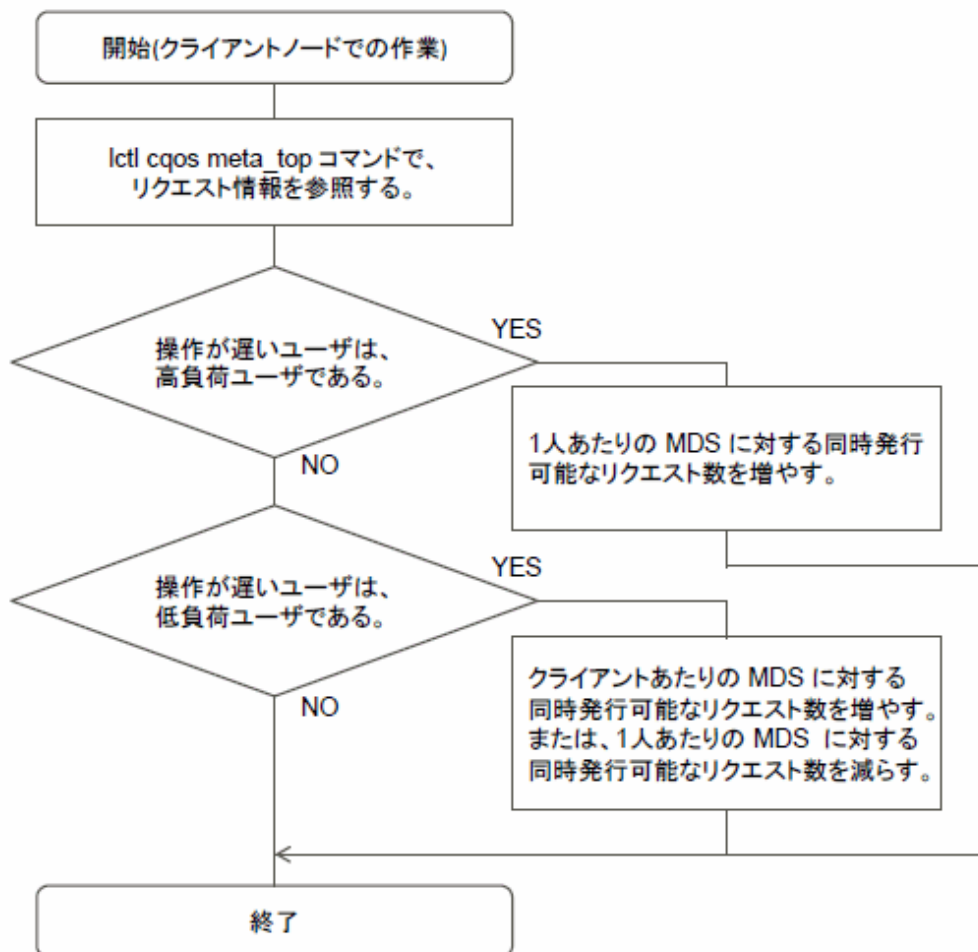 開始(クライアントノードでの作業)
lctl cqos meta_top コマンドで、
リクエスト情報を参照する。
操作が遅いユーザは、
高負荷ユーザである。
YES
1人あたりの MDS に対する同時発行
可能なリクエスト数を増やす。
NO
操作が遅いユーザは、
低負荷ユーザである。
YES
クライアントあたりの MDS に対する
同時発行可能なリクエスト数を増やす。
または、1人あたりの MDS に対する
同時発行可能なリクエスト数を減らす。
NO
終了